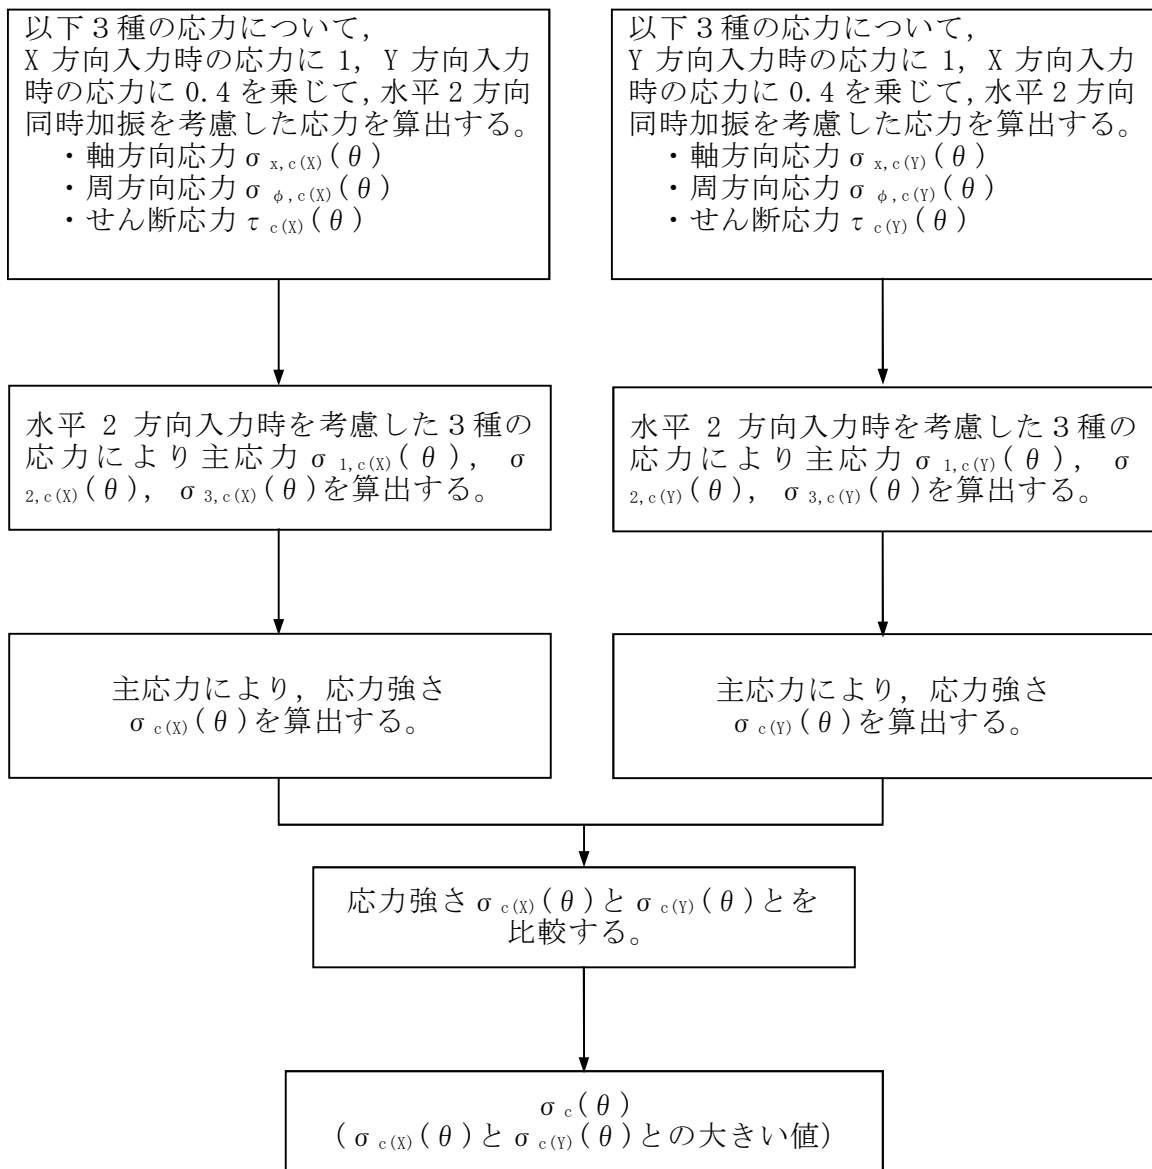 以下３種の応力について，
X 方向入力時の応力に 1，Y 方向入力
時の応力に 0.4 を乗じて，水平 2 方向
同時加振を考慮した応力を算出する。
・軸方向応力 σ x,c(X)(θ)
・周方向応力 σ φ,c(X)(θ)
・せん断応力 τ c(X)(θ)
以下３種の応力について，
Y 方向入力時の応力に 1，X 方向入力
時の応力に 0.4 を乗じて，水平 2 方向
同時加振を考慮した応力を算出する。
・軸方向応力 σ x,c(Y)(θ)
・周方向応力 σ φ,c(Y)(θ)
・せん断応力 τ c(Y)(θ)
水平 2 方向入力時を考慮した３種の
応力により主応力 σ 1,c(X)(θ)， σ
2,c(X)(θ)， σ 3,c(X)(θ)を算出する。
水平 2 方向入力時を考慮した３種の
応力により主応力 σ 1,c(Y)(θ)， σ
2,c(Y)(θ)， σ 3,c(Y)(θ)を算出する。
主応力により，応力強さ
σ c(X)(θ)を算出する。
主応力により，応力強さ
σ c(Y)(θ)を算出する。
応力強さ σ c(X)(θ)と σ c(Y)(θ)とを
比較する。
σ c(θ)
(σ c(X)(θ)と σ c(Y)(θ)との大きい値)